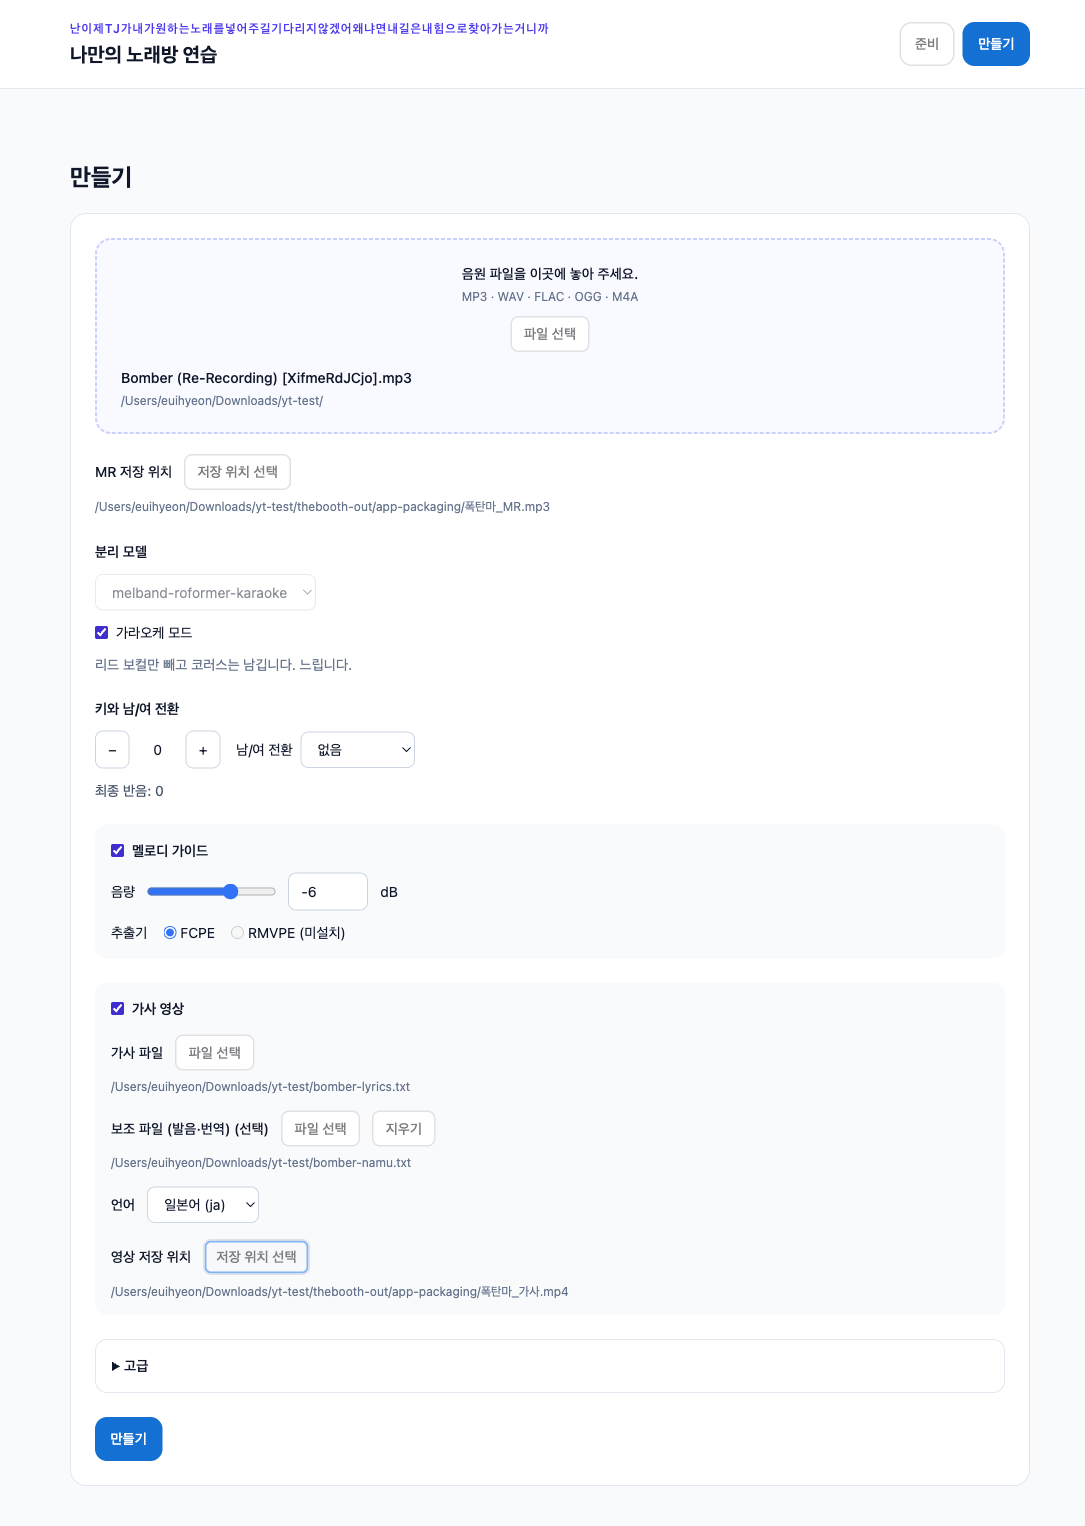 난이제TJ가내가원하는노래를넣어주길기다리지않겠어왜냐면내길은내힘으로찾아가는거니까
나만의 노래방 연습
준비
만들기
만들기
음원 파일을 이곳에 놓아 주세요.
MP3 · WAV · FLAC · OGG · M4A
파일 선택
Bomber (Re-Recording) [XifmeRdJCjo].mp3
/Users/euihyeon/Downloads/yt-test/
MR 저장 위치
저장 위치 선택
/Users/euihyeon/Downloads/yt-test/thebooth-out/app-packaging/폭탄마_MR.mp3
분리 모델
melband-roformer-karaoke
가라오케 모드
리드 보컬만 빼고 코러스는 남깁니다. 느립니다.
키와 남/여 전환
−
0
+
남/여 전환
없음
최종 반음: 0
멜로디 가이드
음량
-6
dB
추출기
FCPE
RMVPE (미설치)
가사 영상
가사 파일
파일 선택
/Users/euihyeon/Downloads/yt-test/bomber-lyrics.txt
보조 파일 (발음·번역) (선택)
파일 선택
지우기
/Users/euihyeon/Downloads/yt-test/bomber-namu.txt
언어
일본어 (ja)
영상 저장 위치
저장 위치 선택
/Users/euihyeon/Downloads/yt-test/thebooth-out/app-packaging/폭탄마_가사.mp4
고급
만들기